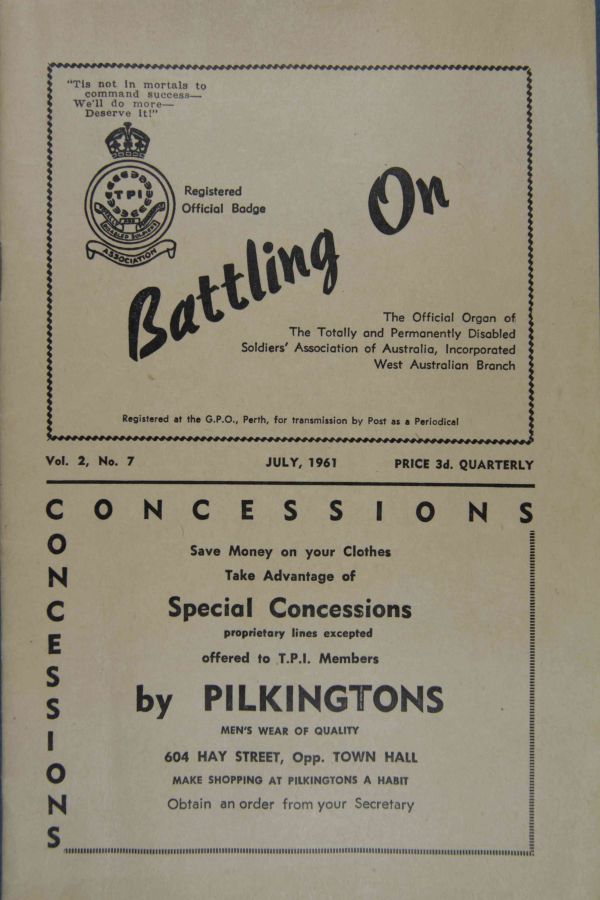 "Tis not in mortals to
command success—
We'll do more—
Deserve it!"
TPI
DISABLED SOLDIERS
ASSOCIATION
Registered
Official Badge
Battling On
The Official Organ of
The Totally and Permanently Disabled
Soldiers' Association of Australia, Incorporated
West Australian Branch
Registered at the G.P.O., Perth, for transmission by Post as a Periodical
Vol. 2, No. 7 JULY, 1961 PRICE 3d. QUARTERLY
CONCESSIONS
CONCESSIONS
Save Money on your Clothes
Take Advantage of
Special Concessions
proprietary lines excepted
offered to T.P.I. Members
by PILKINGTONS
MEN'S WEAR OF QUALITY
604 HAY STREET, Opp. TOWN HALL
MAKE SHOPPING AT PILKINGTONS A HABIT
Obtain an order from your Secretary